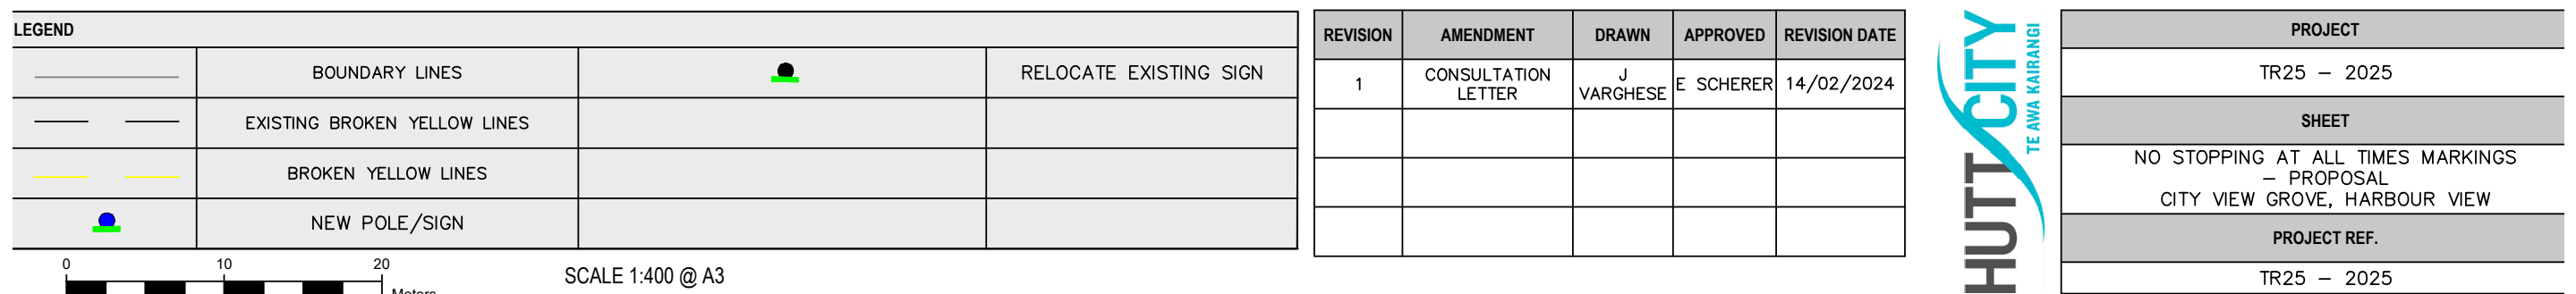 LEGEND
BOUNDARY LINES
RELOCATE EXISTING SIGN
EXISTING BROKEN YELLOW LINES
BROKEN YELLOW LINES
NEW POLE/SIGN
0 10 20
Meters
SCALE 1:400 @ A3
REVISION AMENDMENT DRAWN APPROVED REVISION DATE
1 CONSULTATION LETTER J VARGHESE E SCHERER 14/02/2024
HUTT CITY
TE AWA KAIRANGI
PROJECT
TR25 - 2025
SHEET
NO STOPPING AT ALL TIMES MARKINGS
- PROPOSAL
CITY VIEW GROVE, HARBOUR VIEW
PROJECT REF.
TR25 - 2025